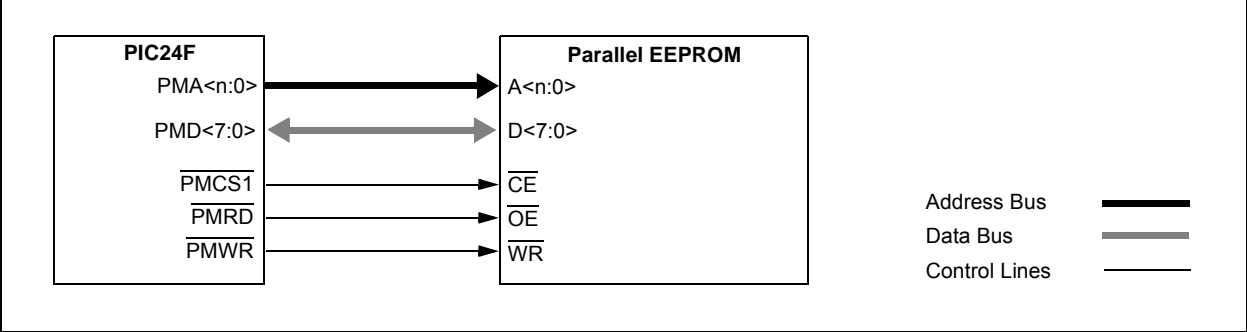 PIC24F
Parallel EEPROM
PMA<n:0>
A<n:0>
PMD<7:0>
D<7:0>
PMCS1
CE
PMRD
OE
PMWR
WR
Address Bus
Data Bus
Control Lines